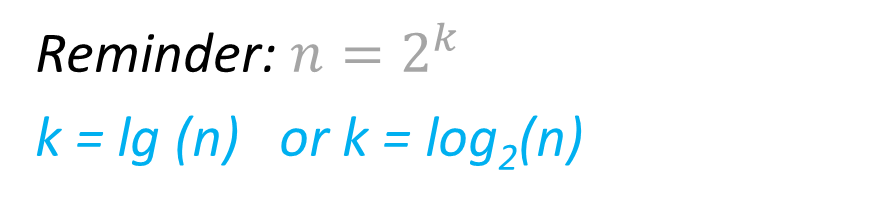 Reminder: n = 2^k
k = lg (n) or k = log₂(n)